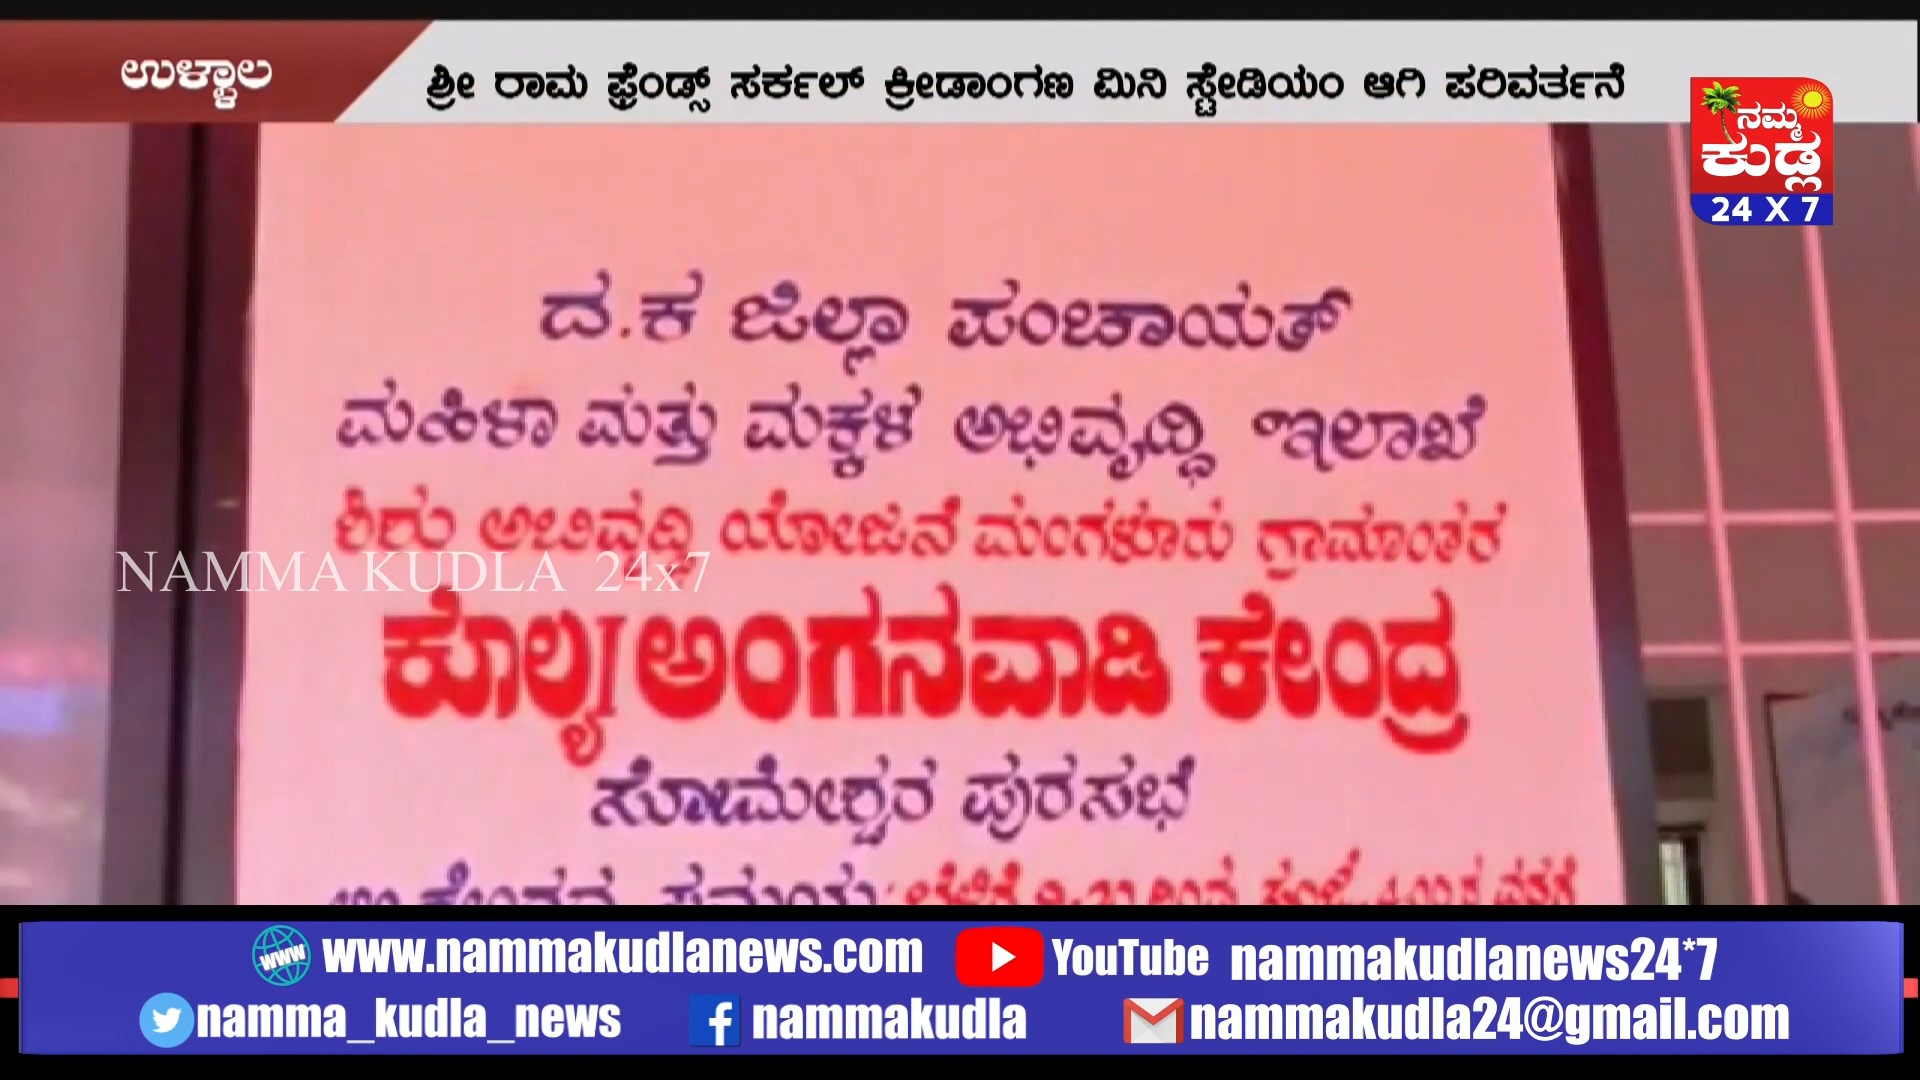 ಉಳ್ಳಾಲ
ಶ್ರೀ ರಾಮ ಫ್ರೆಂಡ್ಸ್ ಸರ್ಕಲ್ ಕ್ರೀಡಾಂಗಣ ಮಿನಿ ಸ್ಟೇಡಿಯಂ ಆಗಿ ಪರಿವರ್ತನೆ
ನಮ್ಮ
ಕುಡ್ಲ
24 X 7
ದ.ಕ ಜಿಲ್ಲಾ ಪಂಚಾಯತ್
ಮಹಿಳಾ ಮತ್ತು ಮಕ್ಕಳ ಅಭಿವೃದ್ಧಿ ಇಲಾಖೆ
ಶಿಶು ಅಭಿವೃದ್ಧಿ ಯೋಜನೆ ಮಂಗಳೂರು ಗ್ರಾಮಾಂತರ
NAMMA KUDLA 24x7
ಕೊಲ್ಯ I ಅಂಗನವಾಡಿ ಕೇಂದ್ರ
ಸೋಮೇಶ್ವರ ಪುರಸಭೆ
www.nammakudlanews.com
YouTube nammakudlanews24*7
namma_kudla_news
nammakudla
nammakudla24@gmail.com